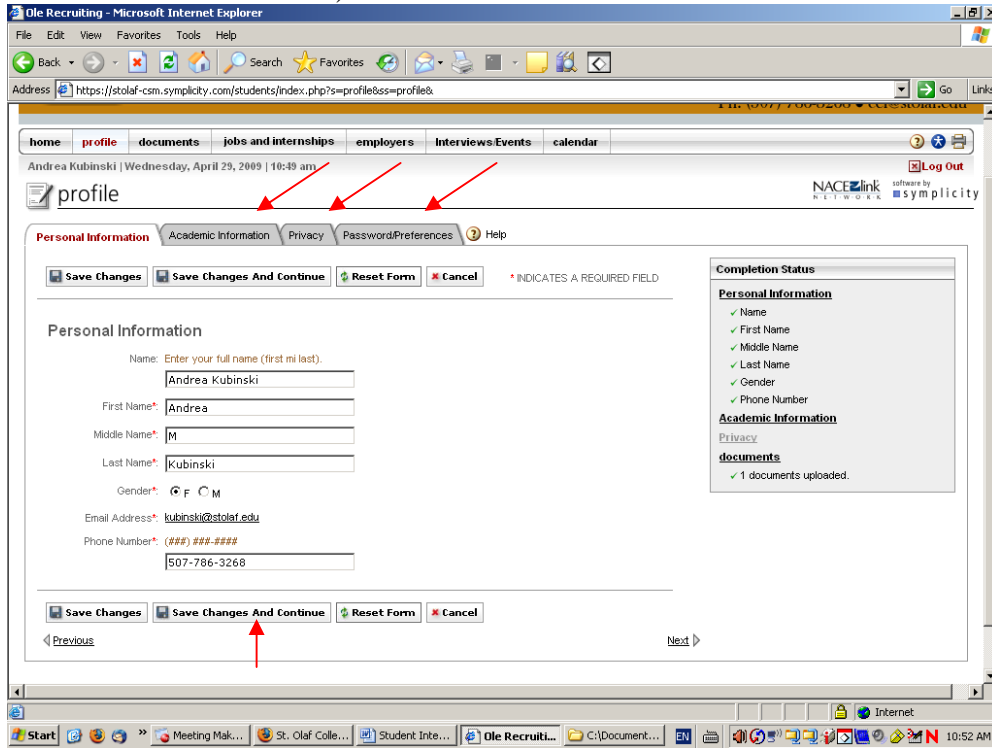 Ole Recruiting - Microsoft Internet Explorer
File Edit View Favorites Tools Help
Back Search Favorites
Address https://stolaf-csm.symplicity.com/students/index.php?s=profile&ss=profile& Go Links
home profile documents jobs and internships employers Interviews/Events calendar
Andrea Kubinski | Wednesday, April 29, 2009 | 10:49 am Log Out
profile NACElink NETWORK software by symplicity
Personal Information Academic Information Privacy Password/Preferences Help
Save Changes Save Changes And Continue Reset Form Cancel * INDICATES A REQUIRED FIELD
Personal Information
Name: Enter your full name (first mi last).
Andrea Kubinski
First Name*: Andrea
Middle Name*: M
Last Name*: Kubinski
Gender*: F M
Email Address*: kubinski@stolaf.edu
Phone Number*: (###) ###-####
507-786-3268
Save Changes Save Changes And Continue Reset Form Cancel
Previous Next
Completion Status
Personal Information
Name
First Name
Middle Name
Last Name
Gender
Phone Number
Academic Information
Privacy
documents
1 documents uploaded.
Internet
Start Meeting Mak... St. Olaf Colle... Student Inte... Ole Recruiti... C:\Document... EN 10:52 AM